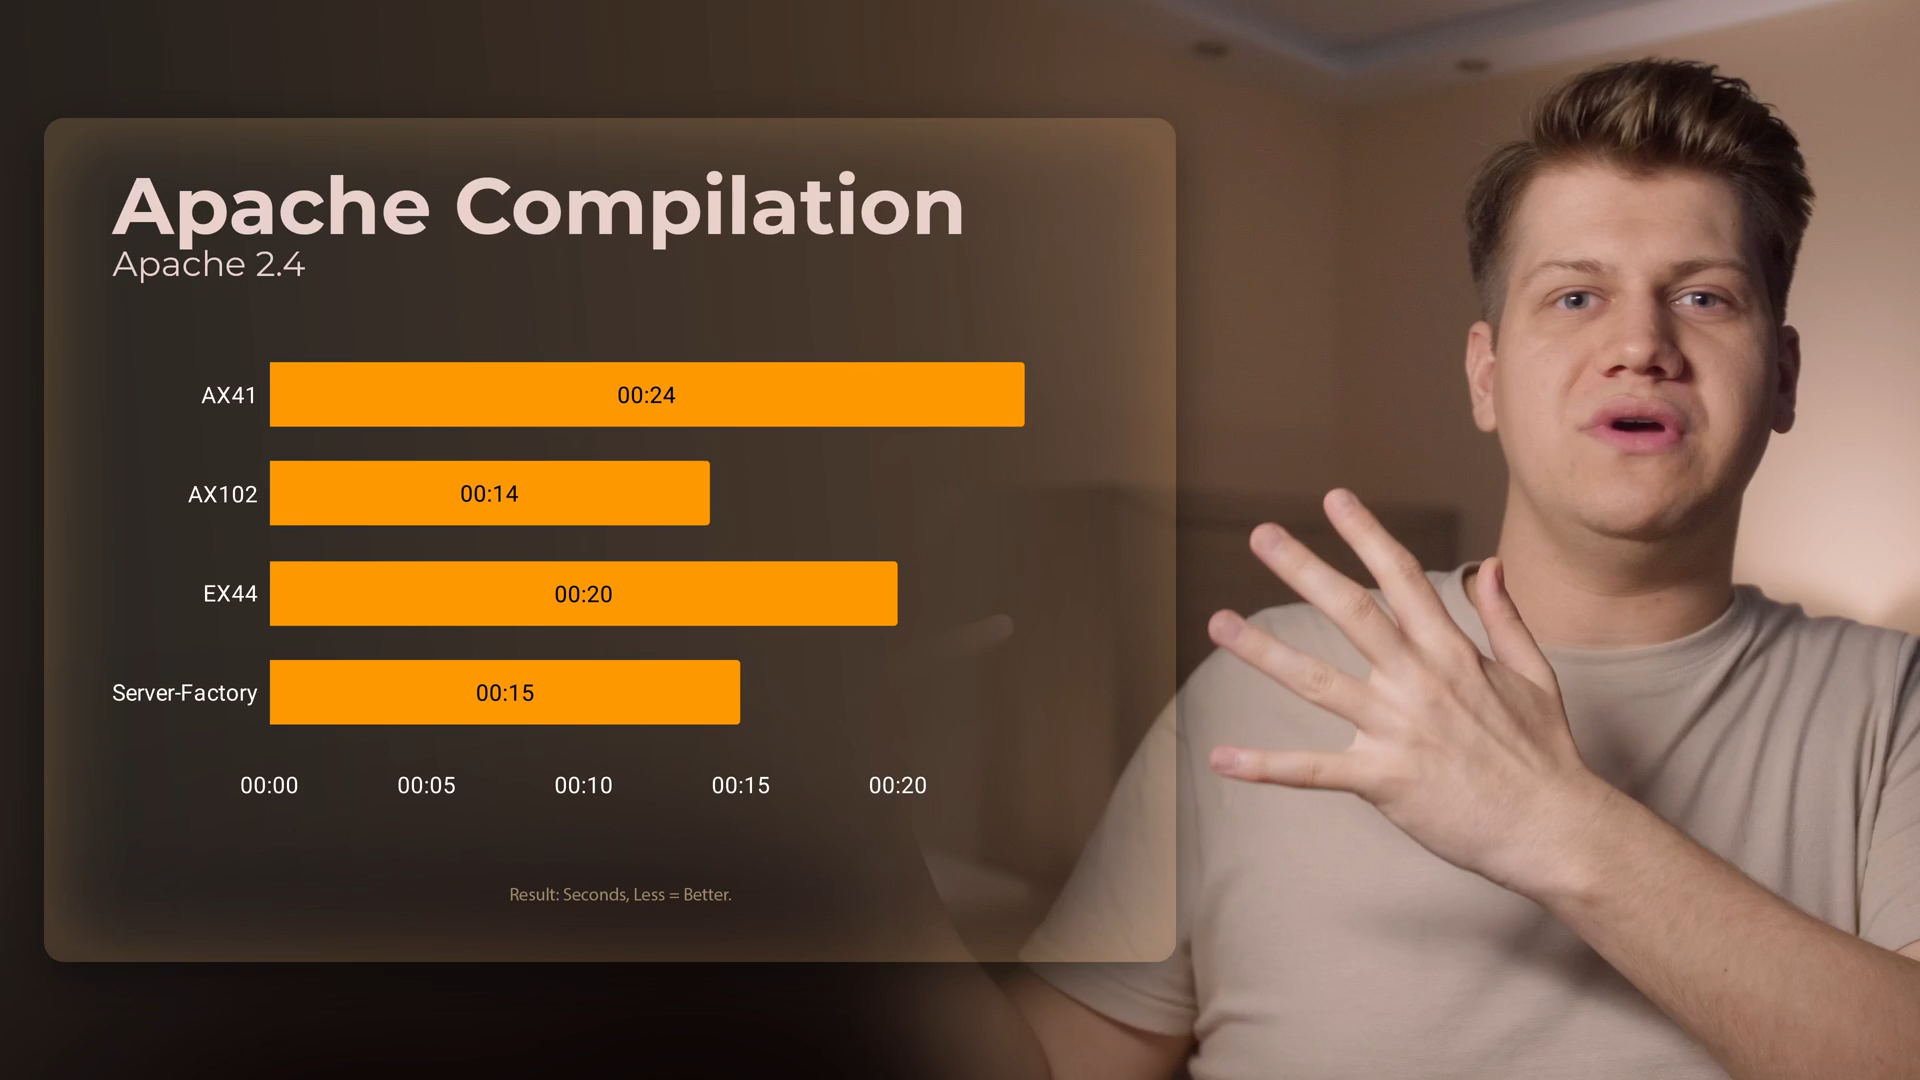 Apache Compilation
Apache 2.4
AX41 00:24
AX102 00:14
EX44 00:20
Server-Factory 00:15
00:00 00:05 00:10 00:15 00:20
Result: Seconds, Less = Better.